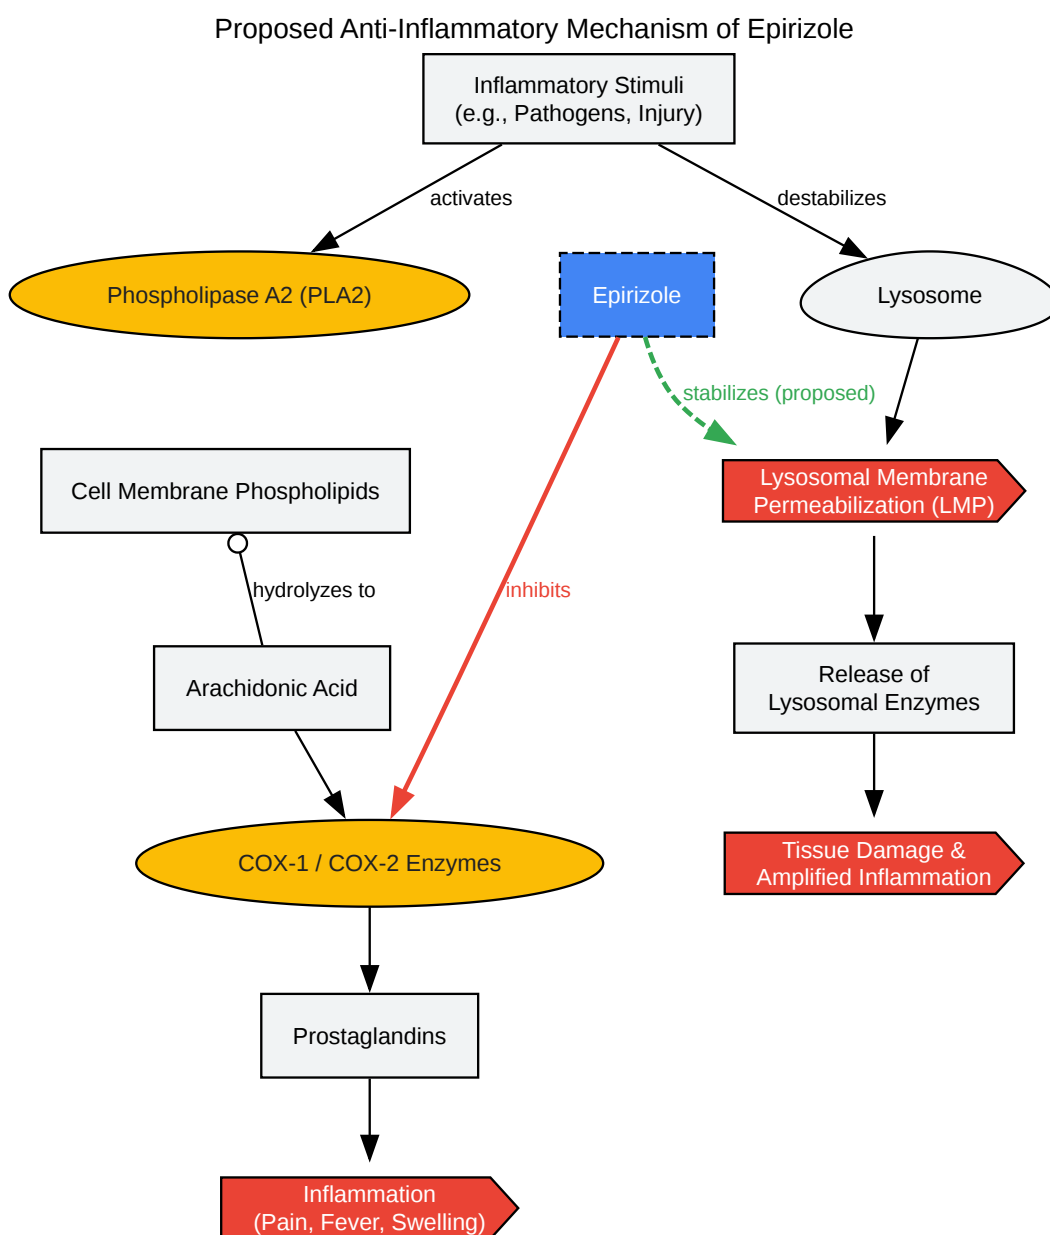 Proposed Anti-Inflammatory Mechanism of Epirizole
Inflammatory Stimuli
(e.g., Pathogens, Injury)
activates
destabilizes
Phospholipase A2 (PLA2)
Epirizole
Lysosome
stabilizes (proposed)
Cell Membrane Phospholipids
Lysosomal Membrane
Permeabilization (LMP)
hydrolyzes to
inhibits
Arachidonic Acid
Release of
Lysosomal Enzymes
COX-1 / COX-2 Enzymes
Tissue Damage &
Amplified Inflammation
Prostaglandins
Inflammation
(Pain, Fever, Swelling)